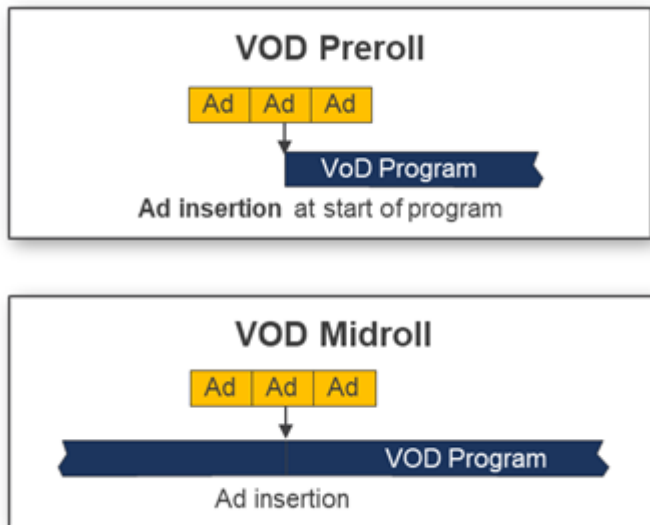 VOD Preroll
Ad Ad Ad
VoD Program
Ad insertion at start of program
VOD Midroll
Ad Ad Ad
VOD Program
Ad insertion